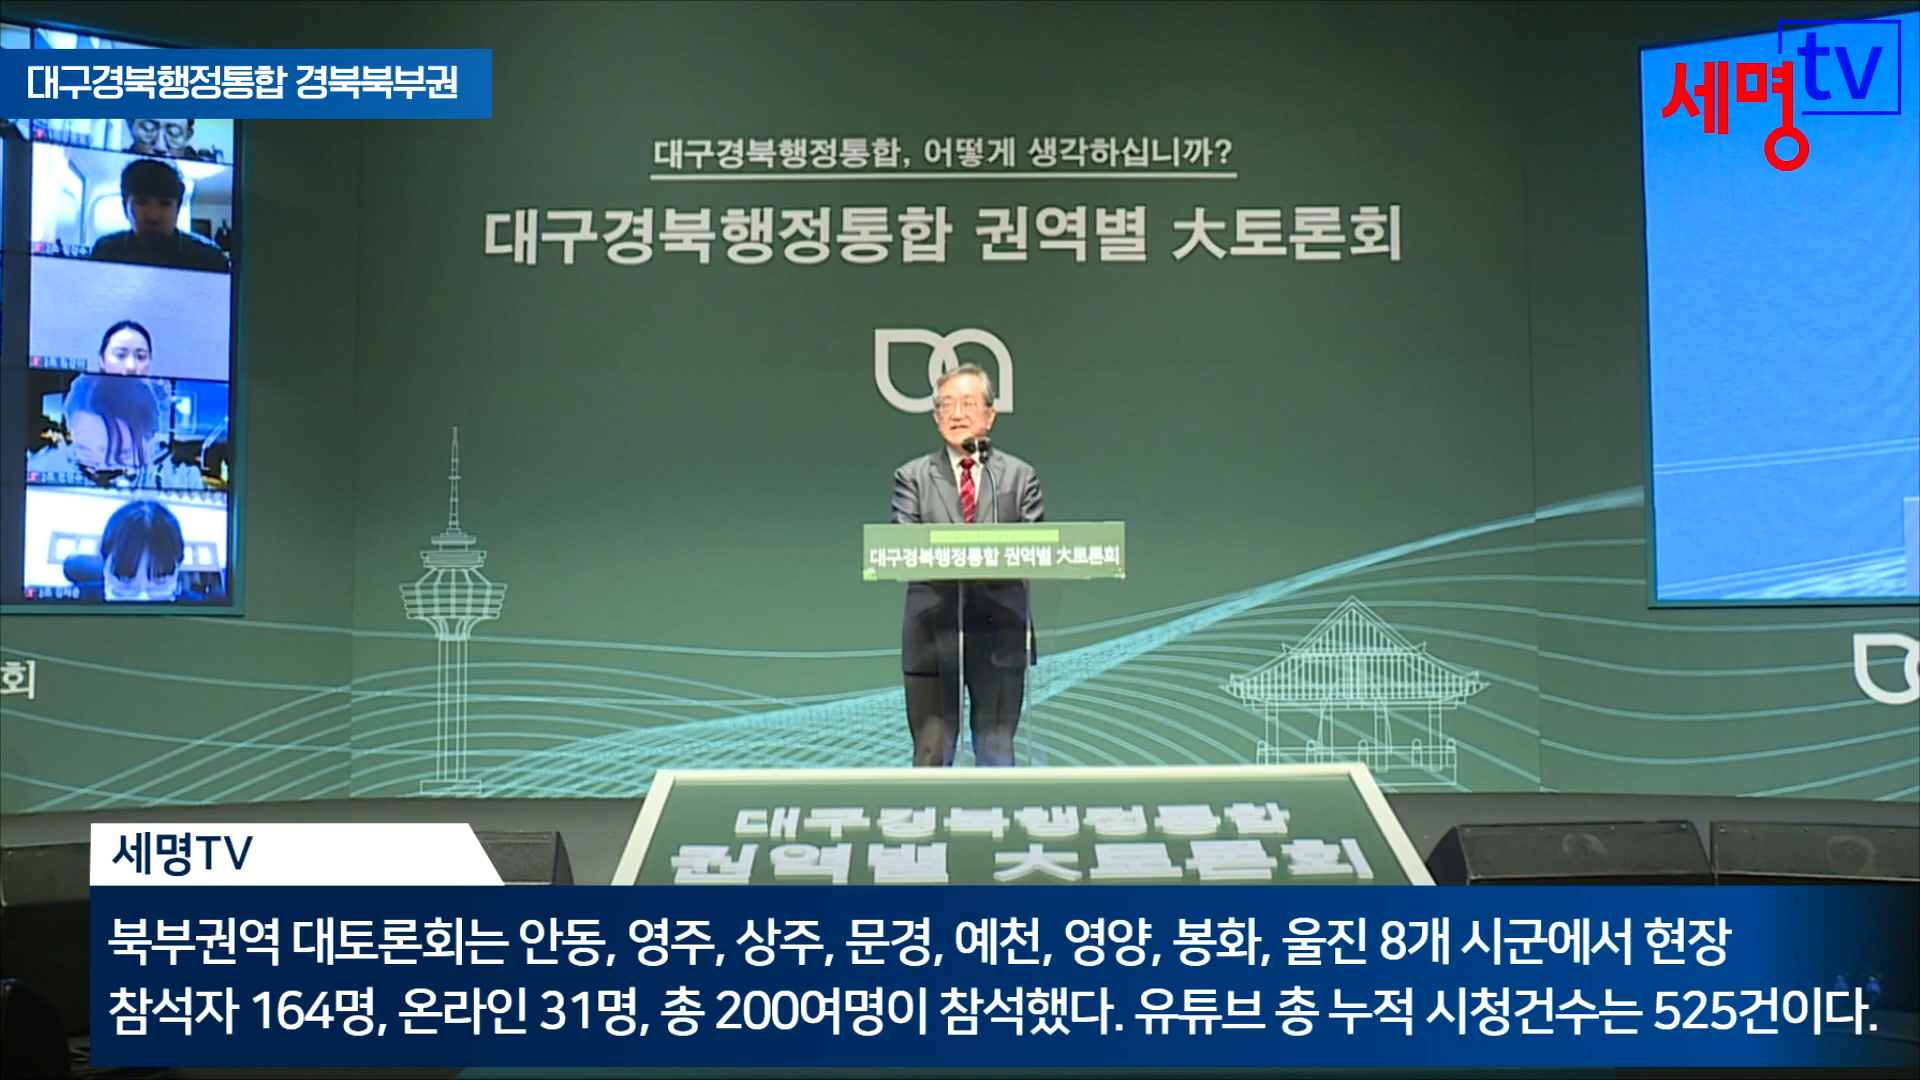 대구경북행정통합 경북북부권
세명tv
대구경북행정통합, 어떻게 생각하십니까?
대구경북행정통합 권역별 大토론회
대구경북행정통합 권역별 大토론회
회
대구경북행정통합
권역별 大토론회
세명TV
북부권역 대토론회는 안동, 영주, 상주, 문경, 예천, 영양, 봉화, 울진 8개 시군에서 현장
참석자 164명, 온라인 31명, 총 200여명이 참석했다. 유튜브 총 누적 시청건수는 525건이다.